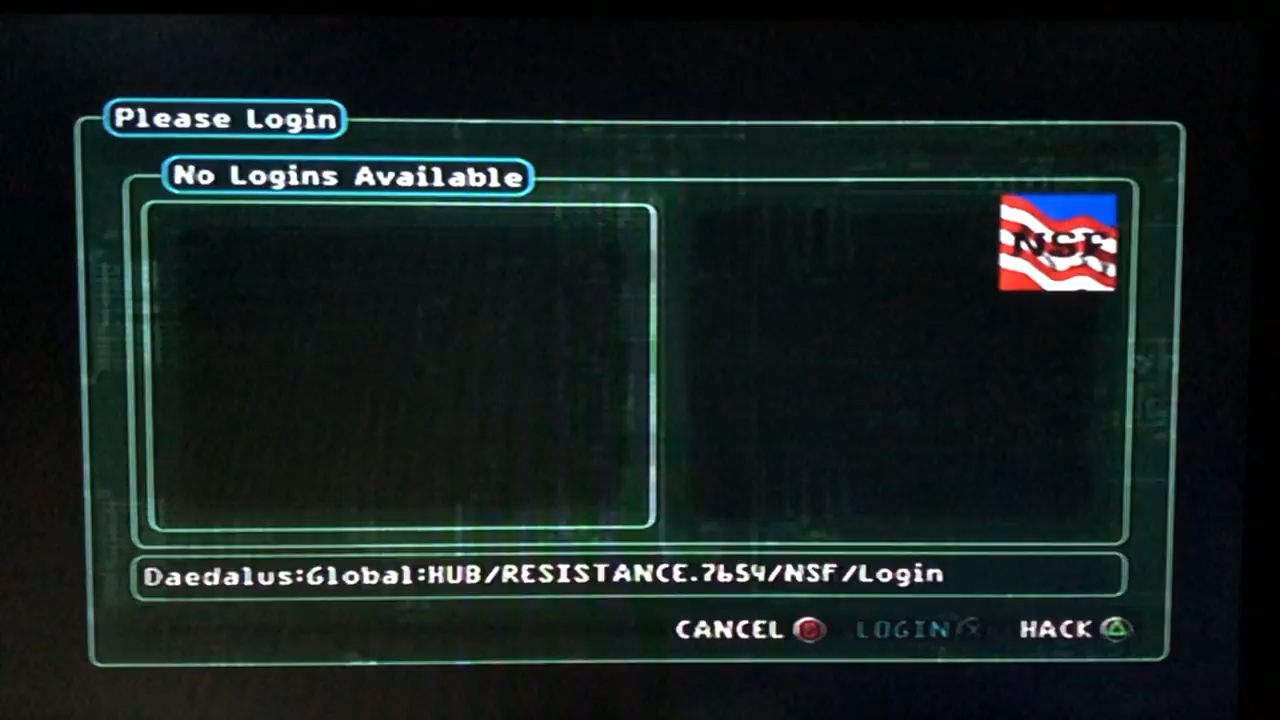 Please Login
No Logins Available
NSF
Daedalus:Global:HUB/RESISTANCE.7654/NSF/Login
CANCEL LOGIN HACK